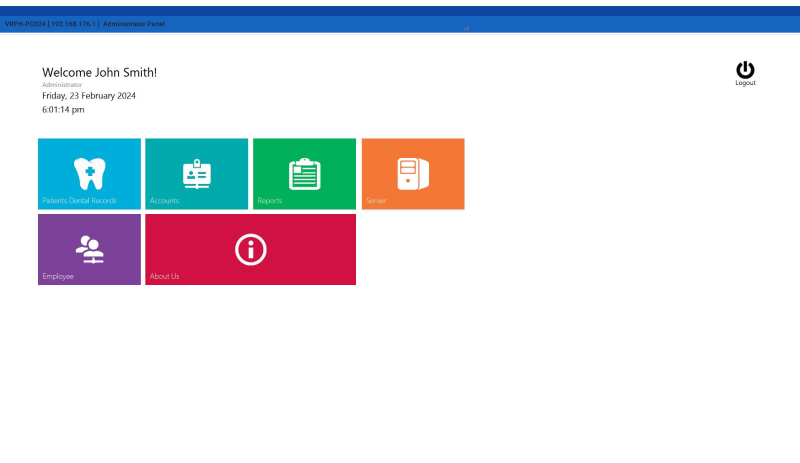 VRPH-PC024 | 192.168.176.1 | Administrator Panel
Welcome John Smith!
Administrator
Friday, 23 February 2024
6:01:14 pm
Logout
Patients Dental Records
Accounts
Reports
Server
Employee
About Us